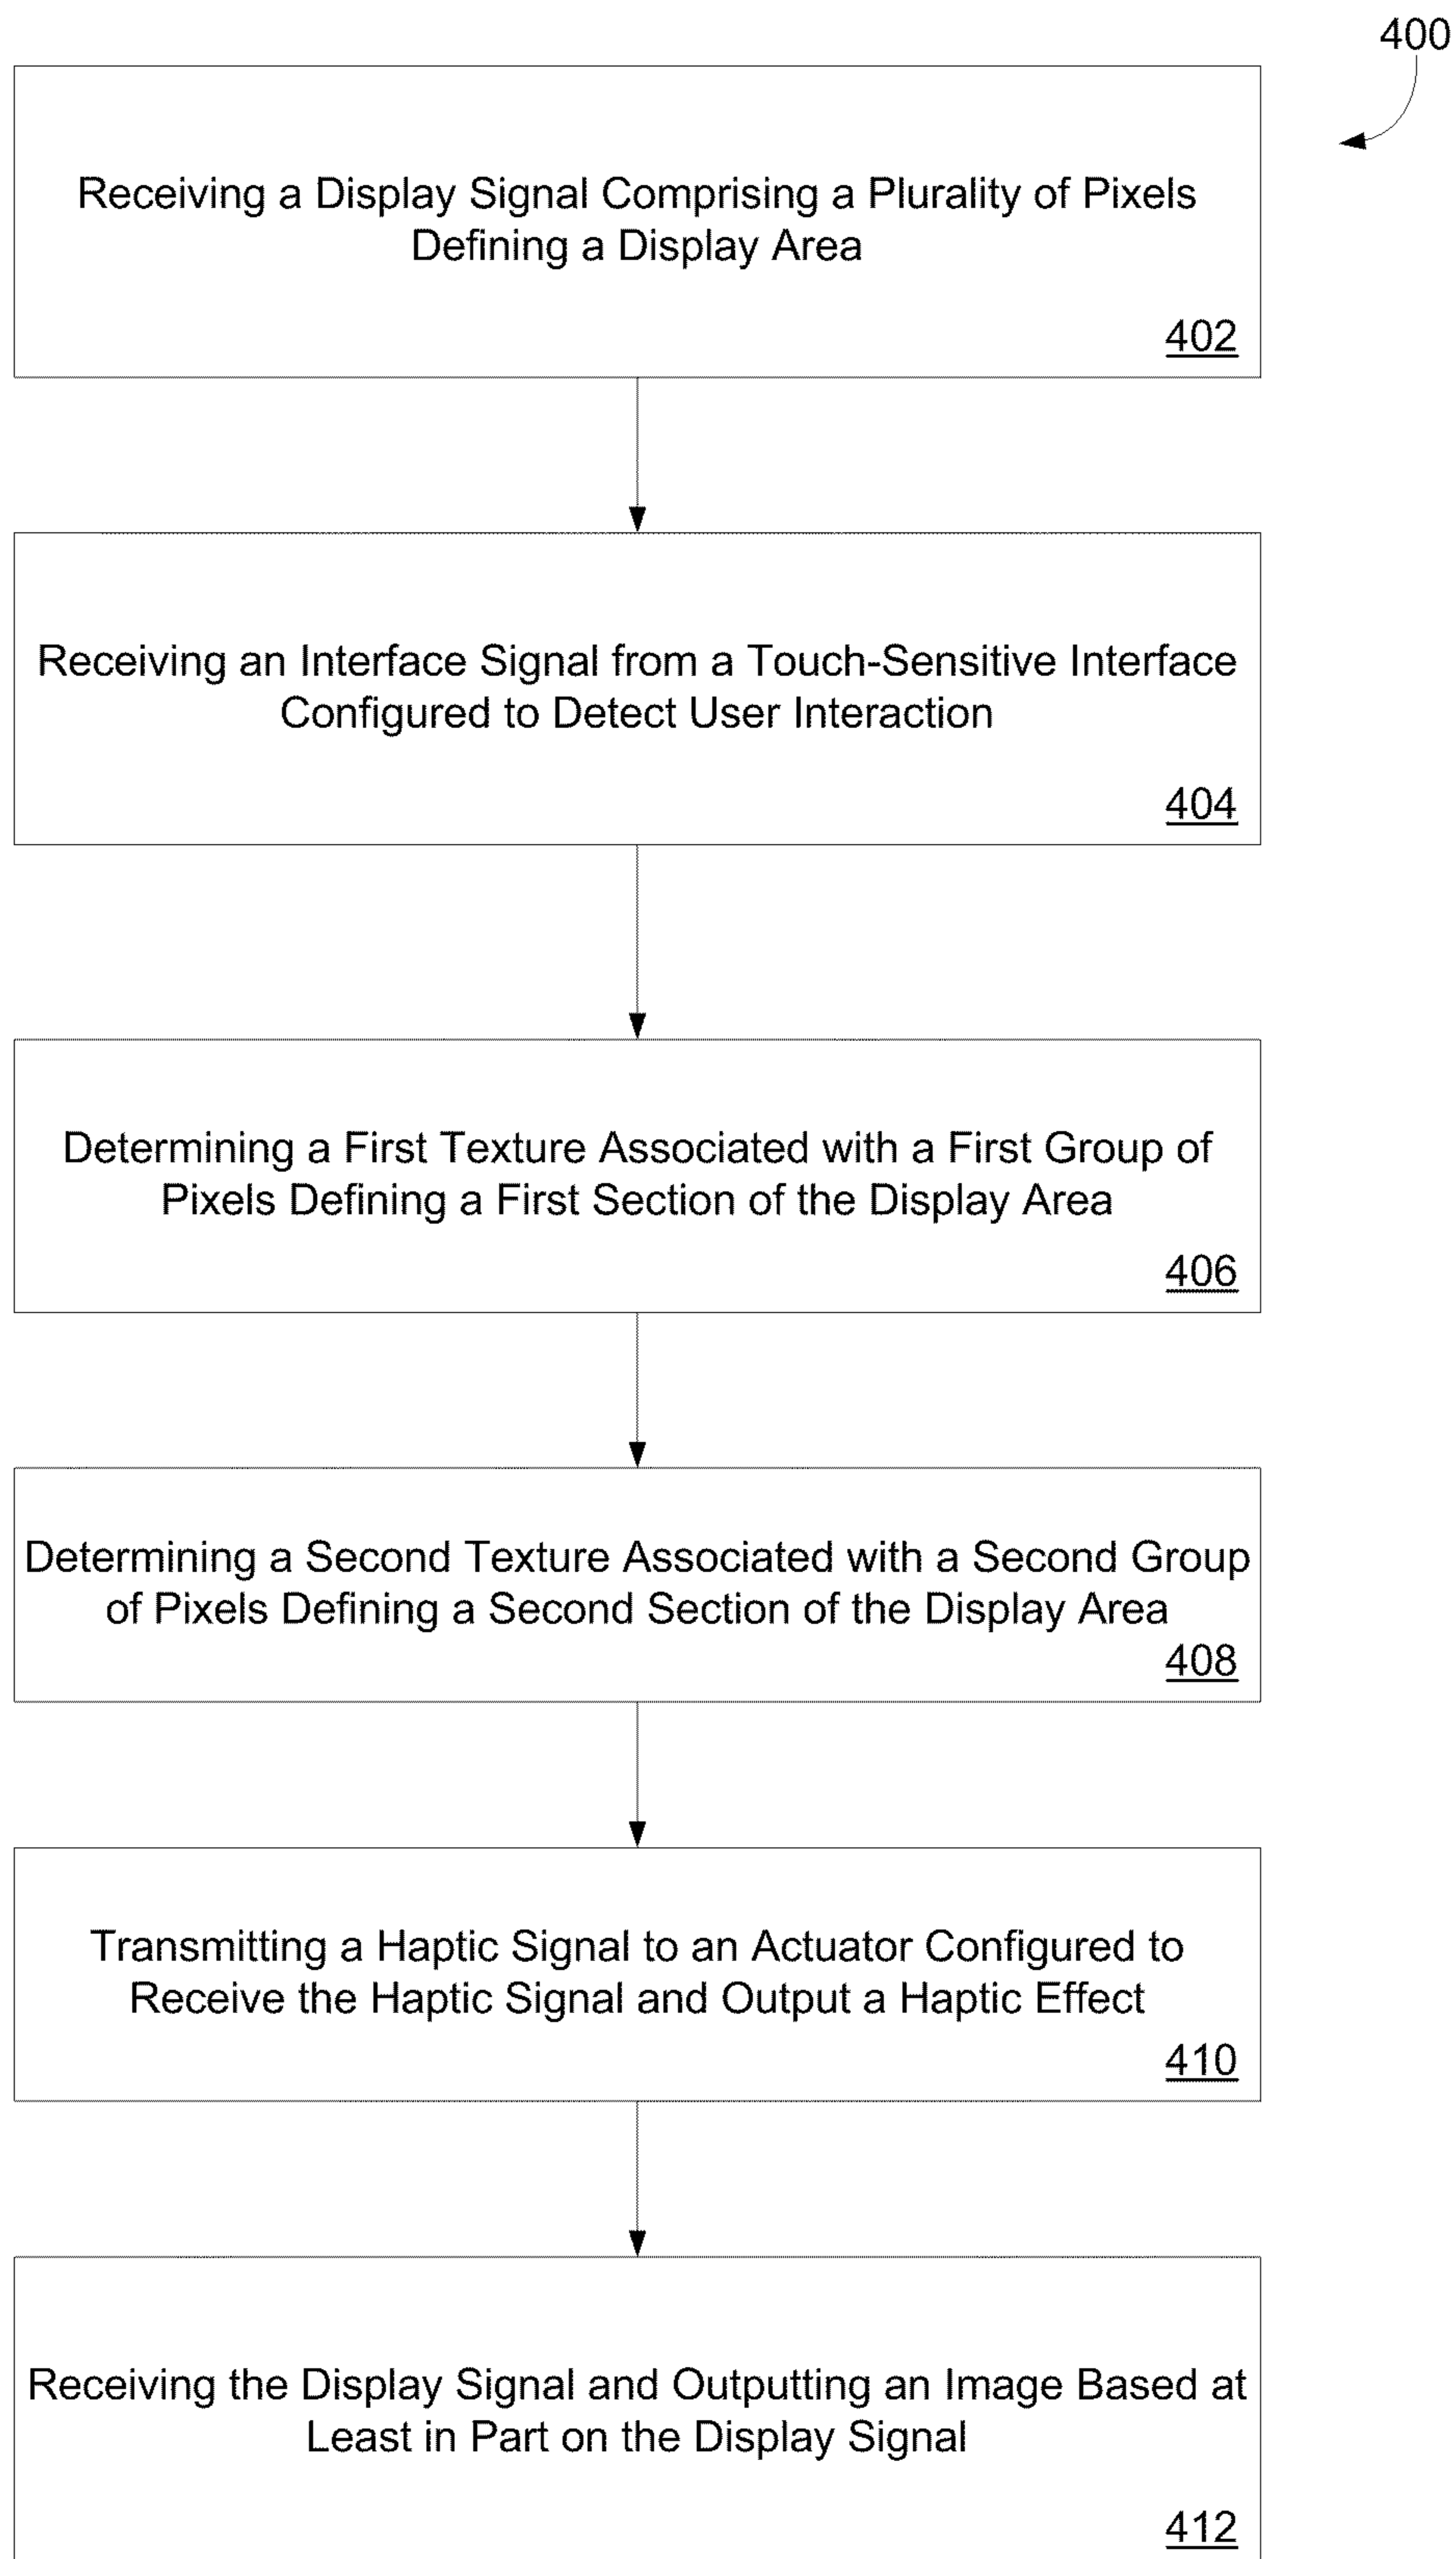 400
Receiving a Display Signal Comprising a Plurality of Pixels
Defining a Display Area
402
Receiving an Interface Signal from a Touch-Sensitive Interface
Configured to Detect User Interaction
404
Determining a First Texture Associated with a First Group of
Pixels Defining a First Section of the Display Area
406
Determining a Second Texture Associated with a Second Group
of Pixels Defining a Second Section of the Display Area
408
Transmitting a Haptic Signal to an Actuator Configured to
Receive the Haptic Signal and Output a Haptic Effect
410
Receiving the Display Signal and Outputting an Image Based at
Least in Part on the Display Signal
412